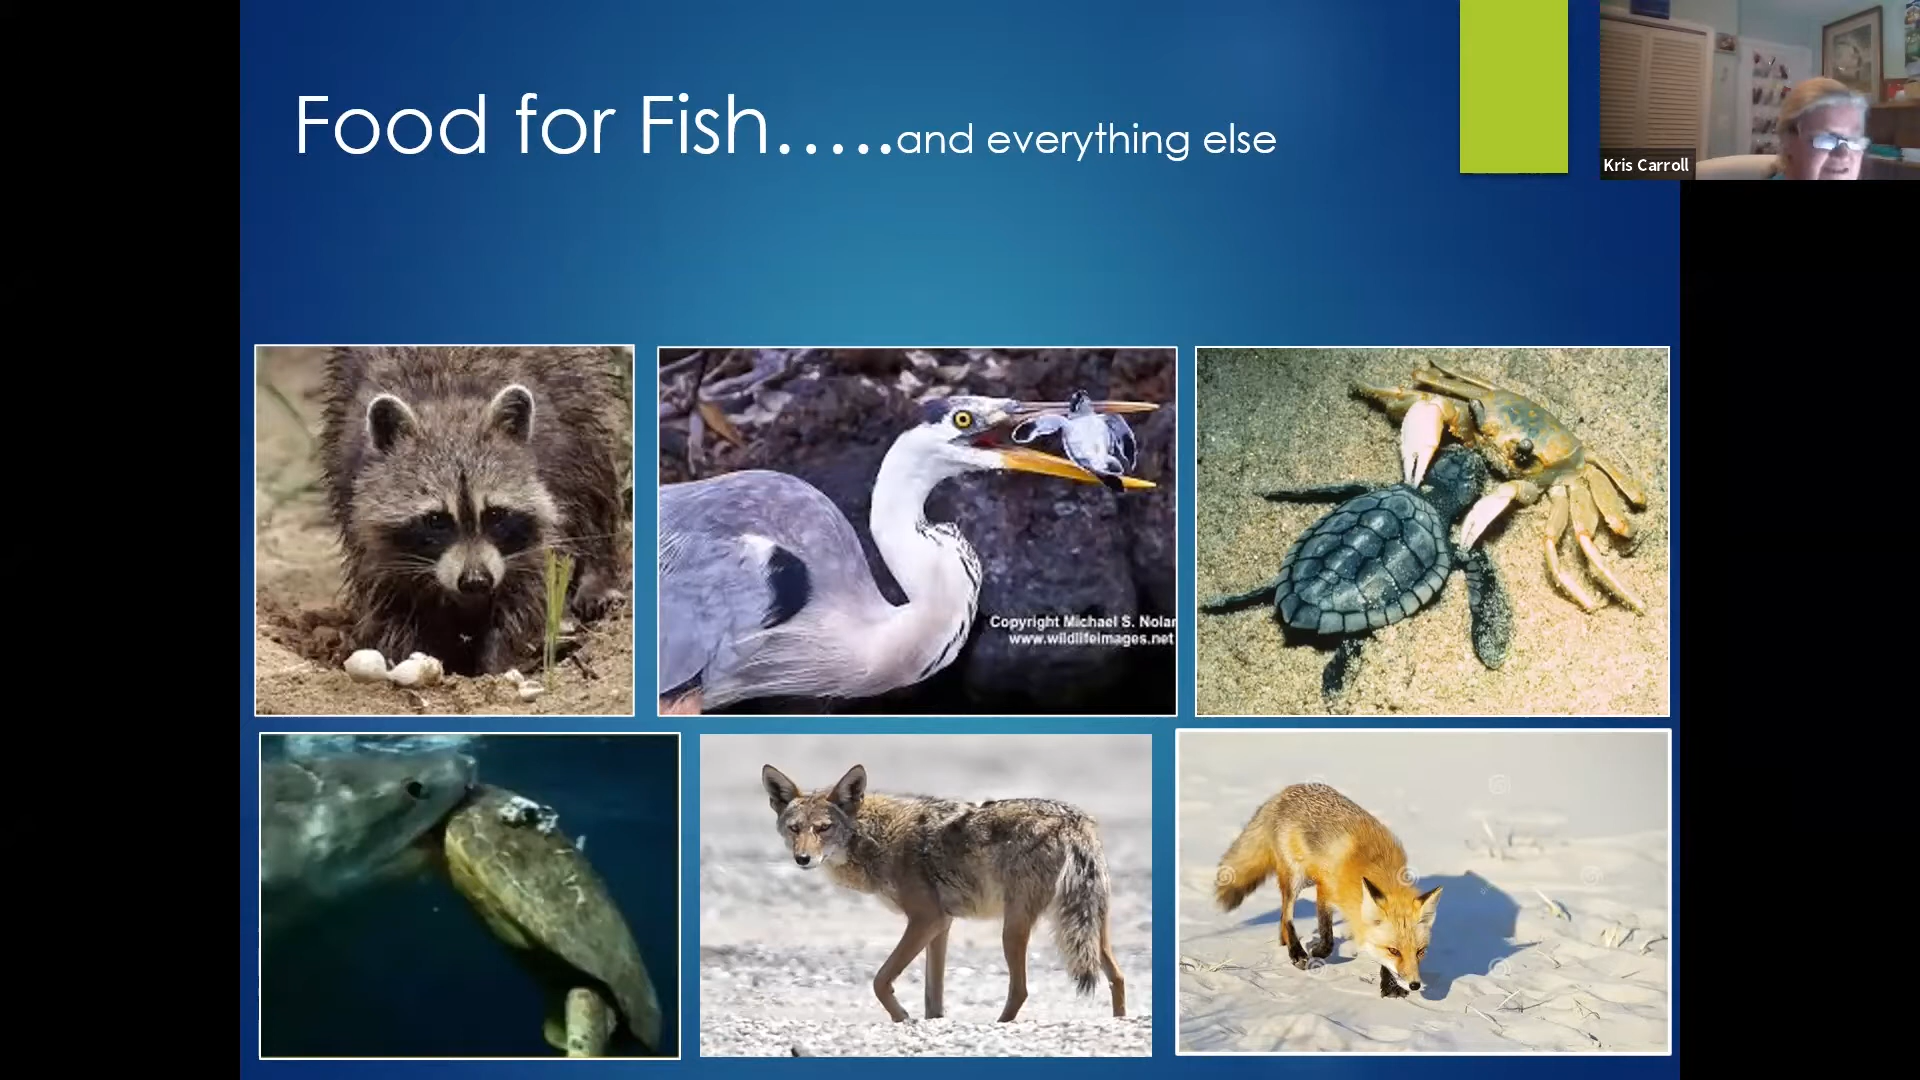 Food for Fish.....and everything else
Kris Carroll
Copyright Michael S. Nolan
www.wildlifeimages.net